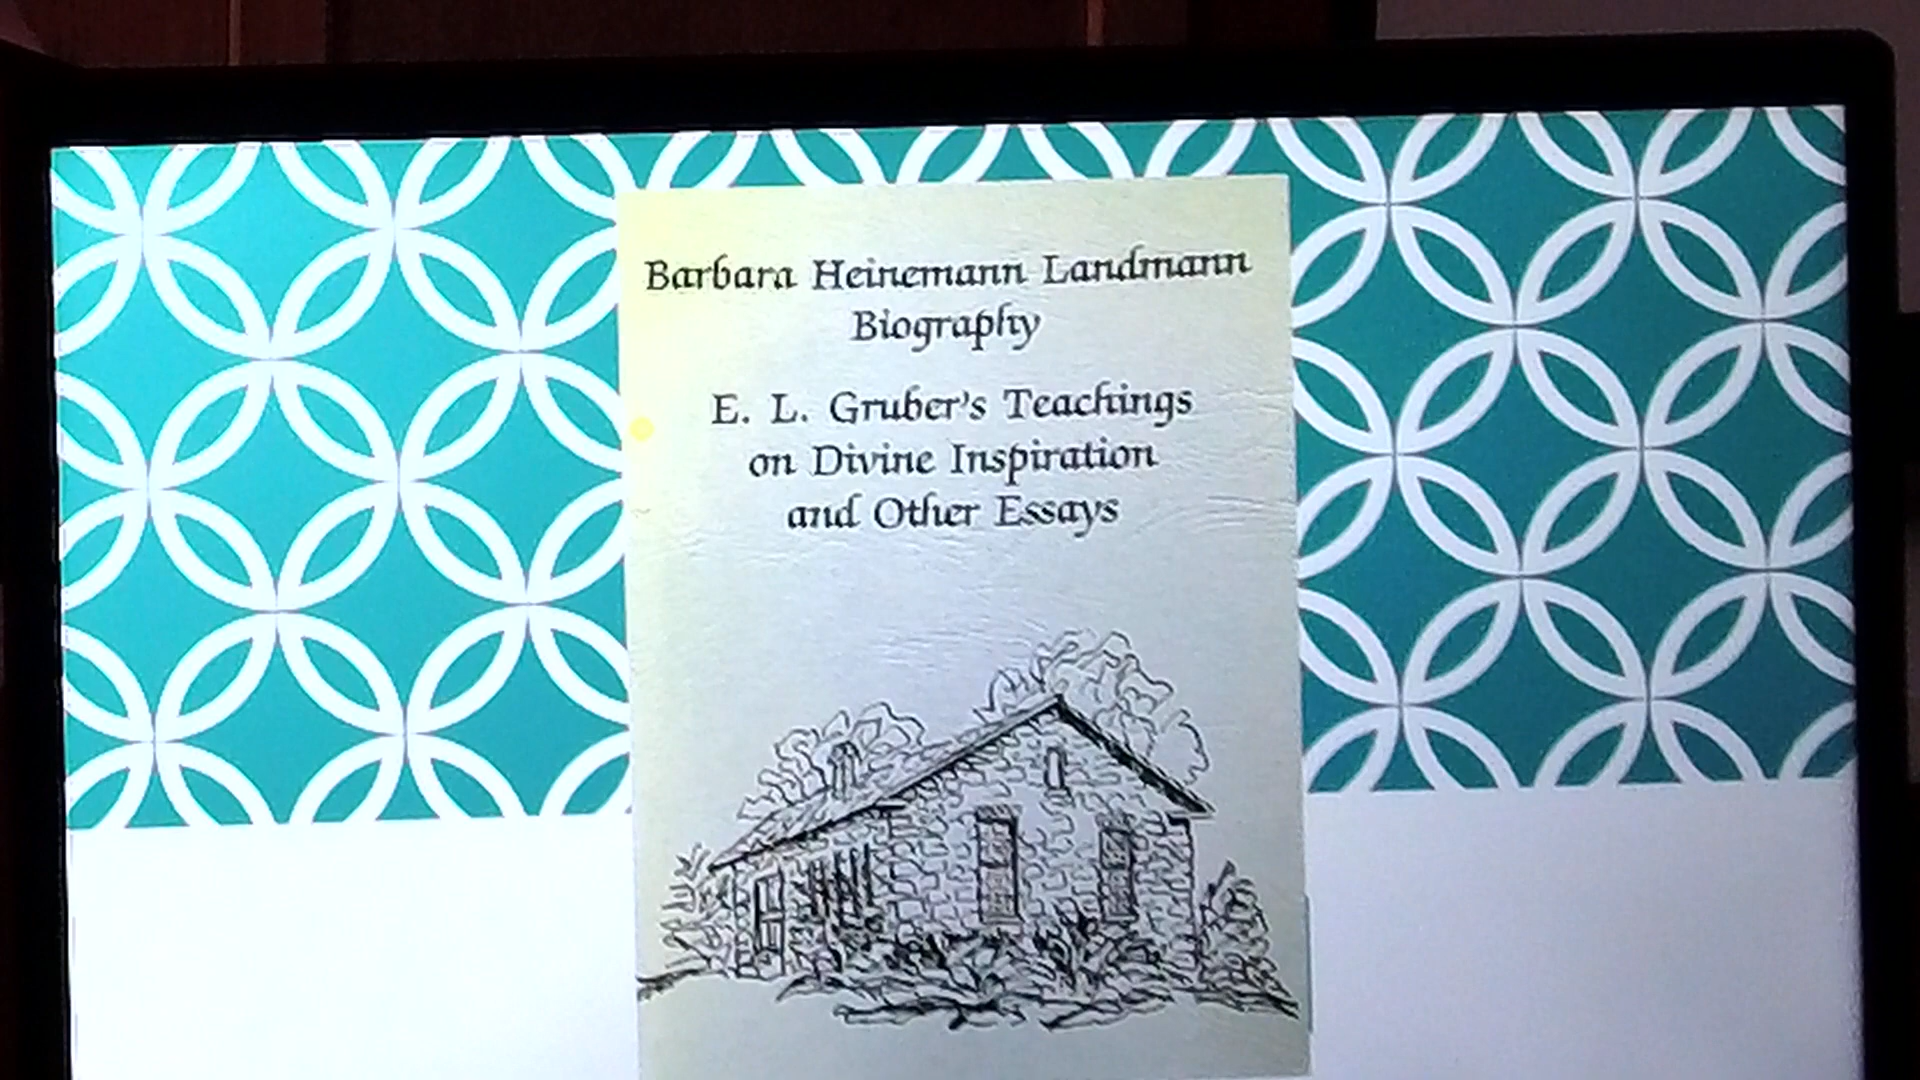 Barbara Heinemann Landmann
Biography
E. L. Gruber's Teachings
on Divine Inspiration
and Other Essays